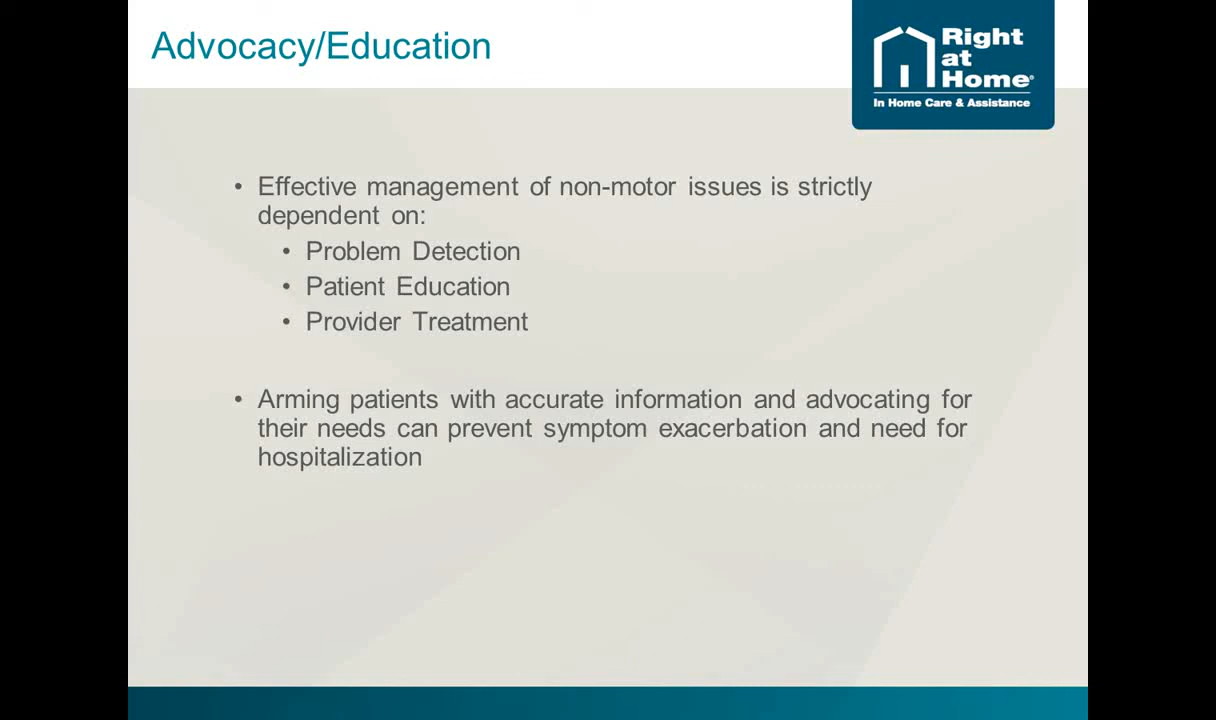 Advocacy/Education
Right
at
Home®
In Home Care & Assistance
• Effective management of non-motor issues is strictly
dependent on:
• Problem Detection
• Patient Education
• Provider Treatment
• Arming patients with accurate information and advocating for
their needs can prevent symptom exacerbation and need for
hospitalization